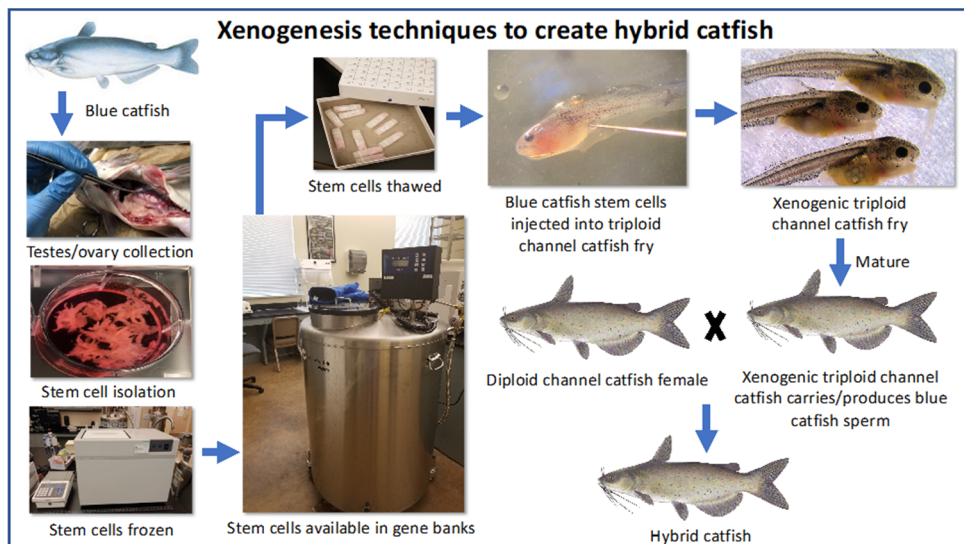 Xenogenesis techniques to create hybrid catfish
Blue catfish
Testes/ovary collection
Stem cell isolation
Stem cells frozen
Stem cells available in gene banks
Stem cells thawed
Blue catfish stem cells
injected into triploid
channel catfish fry
Xenogenic triploid
channel catfish fry
Mature
Diploid channel catfish female
X
Xenogenic triploid channel
catfish carries/produces blue
catfish sperm
Hybrid catfish